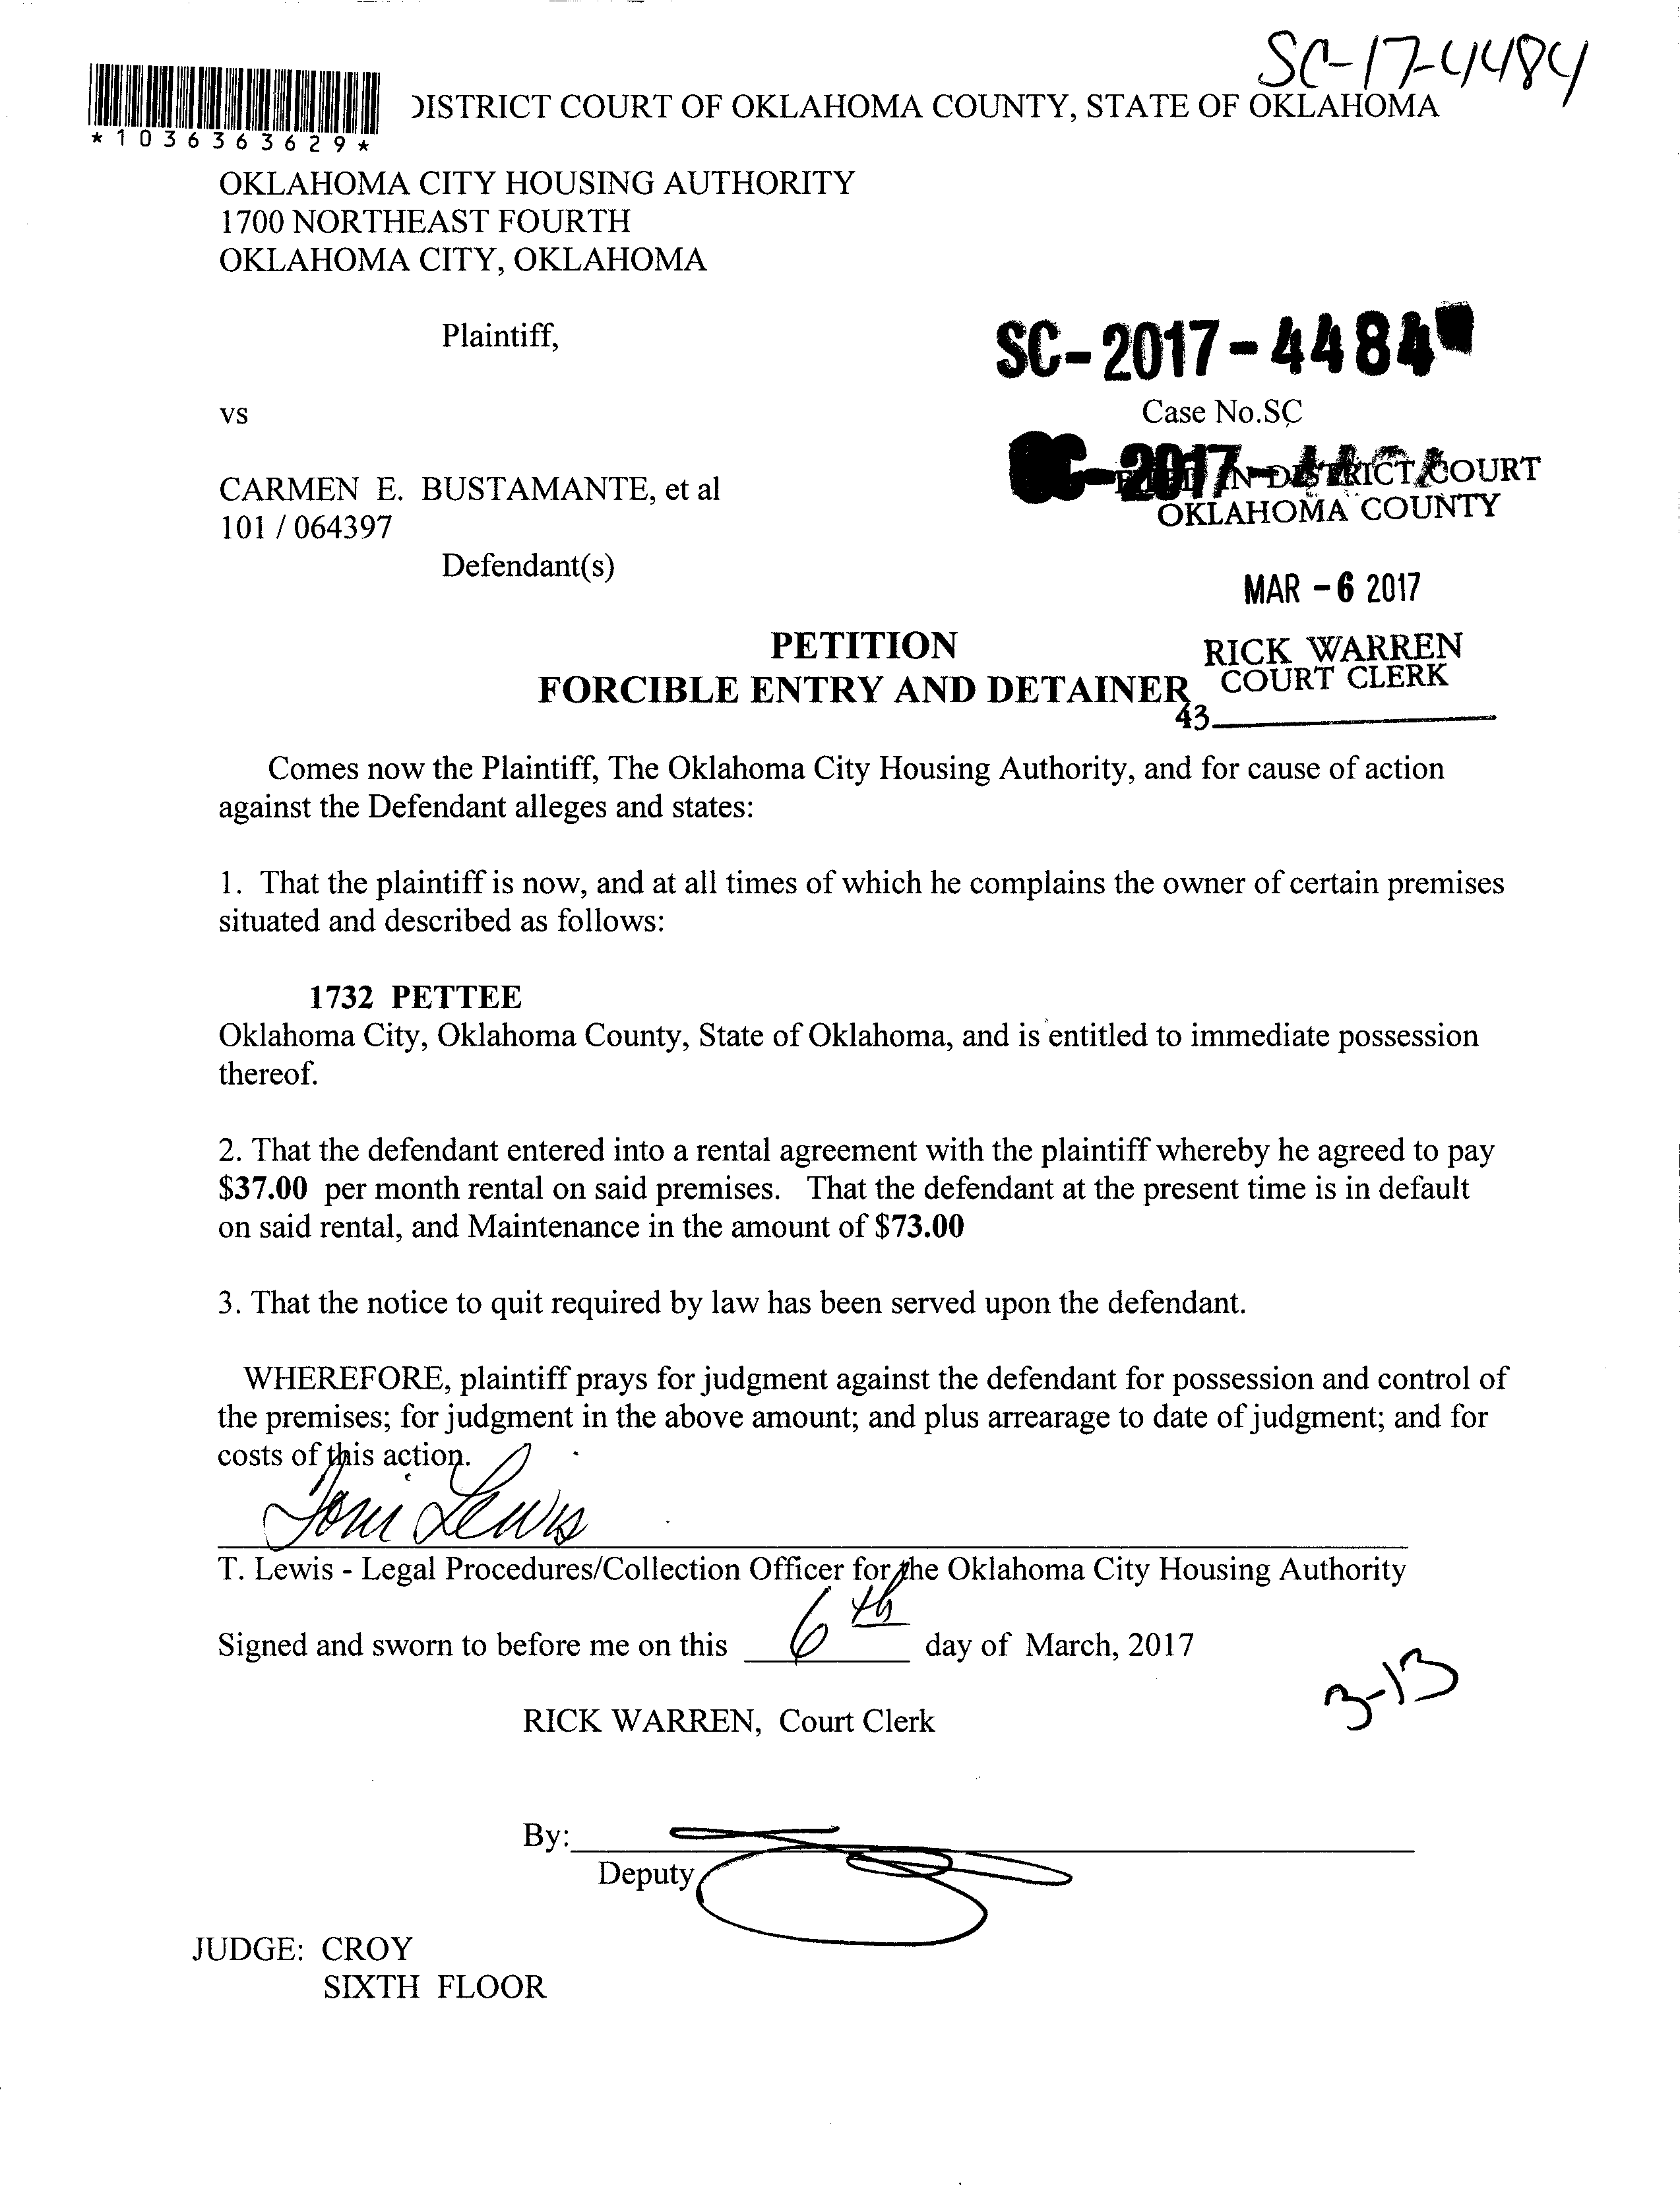 SC-17-4484
*1036363629*
DISTRICT COURT OF OKLAHOMA COUNTY, STATE OF OKLAHOMA
OKLAHOMA CITY HOUSING AUTHORITY
1700 NORTHEAST FOURTH
OKLAHOMA CITY, OKLAHOMA
Plaintiff,
SC-2017-4484
vs
Case No.SC
SC-2017-
IN DISTRICT COURT
CARMEN E. BUSTAMANTE, et al
OKLAHOMA COUNTY
101 / 064397
Defendant(s)
MAR -6 2017
PETITION
RICK WARREN
FORCIBLE ENTRY AND DETAINER
COURT CLERK
43
Comes now the Plaintiff, The Oklahoma City Housing Authority, and for cause of action
against the Defendant alleges and states:
1. That the plaintiff is now, and at all times of which he complains the owner of certain premises
situated and described as follows:
1732 PETTEE
Oklahoma City, Oklahoma County, State of Oklahoma, and is entitled to immediate possession
thereof.
2. That the defendant entered into a rental agreement with the plaintiff whereby he agreed to pay
$37.00 per month rental on said premises. That the defendant at the present time is in default
on said rental, and Maintenance in the amount of $73.00
3. That the notice to quit required by law has been served upon the defendant.
WHEREFORE, plaintiff prays for judgment against the defendant for possession and control of
the premises; for judgment in the above amount; and plus arrearage to date of judgment; and for
costs of this action.
Toni Lewis
T. Lewis - Legal Procedures/Collection Officer for the Oklahoma City Housing Authority
Signed and sworn to before me on this 6th day of March, 2017
3-13
RICK WARREN, Court Clerk
By:
Deputy
JUDGE: CROY
SIXTH FLOOR